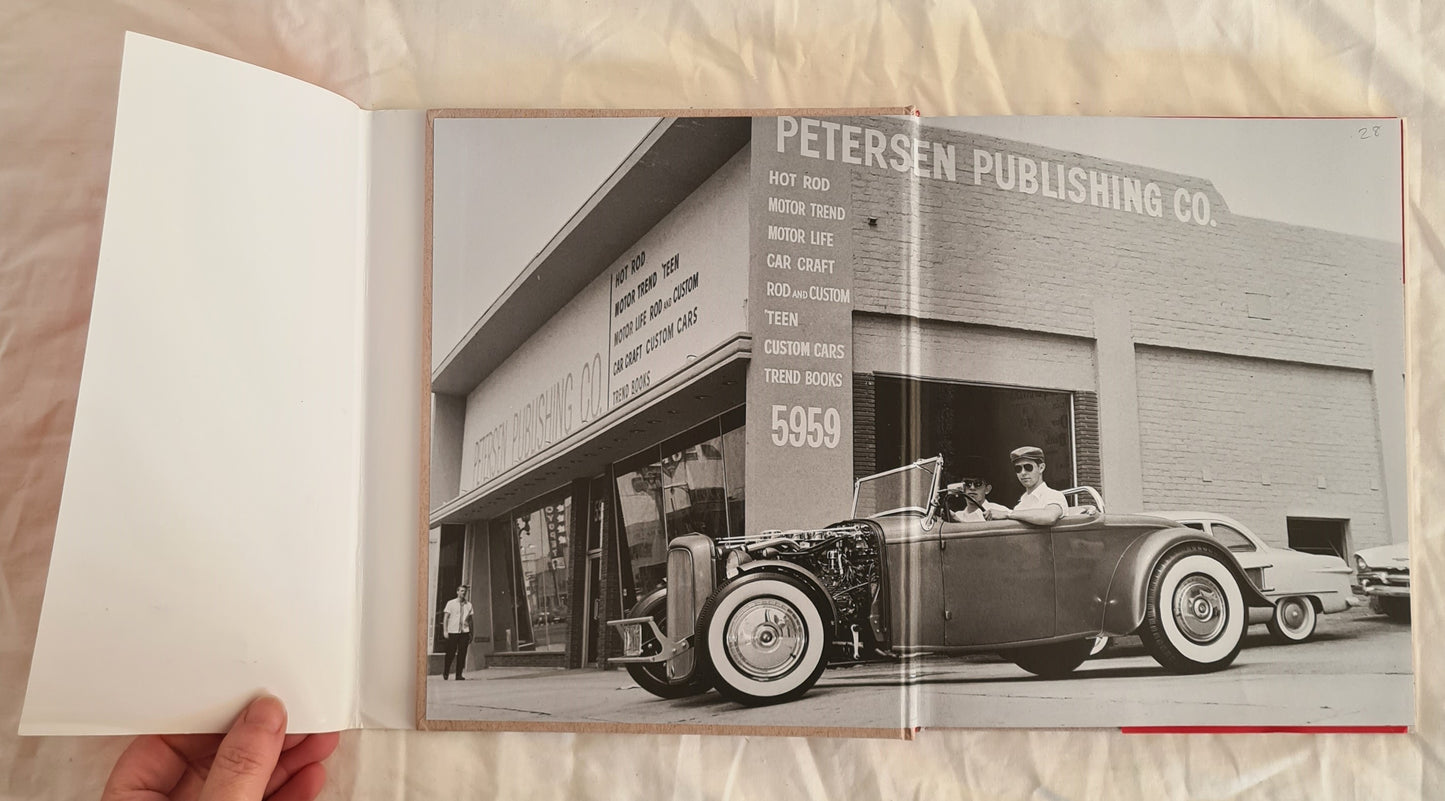 PETERSEN PUBLISHING CO.
HOT ROD
MOTOR TREND
MOTOR LIFE
CAR CRAFT
ROD AND CUSTOM
'TEEN
CUSTOM CARS
TREND BOOKS
5959
PETERSEN PUBLISHING CO.
HOT ROD
MOTOR TREND 'TEEN
MOTOR LIFE ROD AND CUSTOM
CAR CRAFT CUSTOM CARS
TREND BOOKS
28